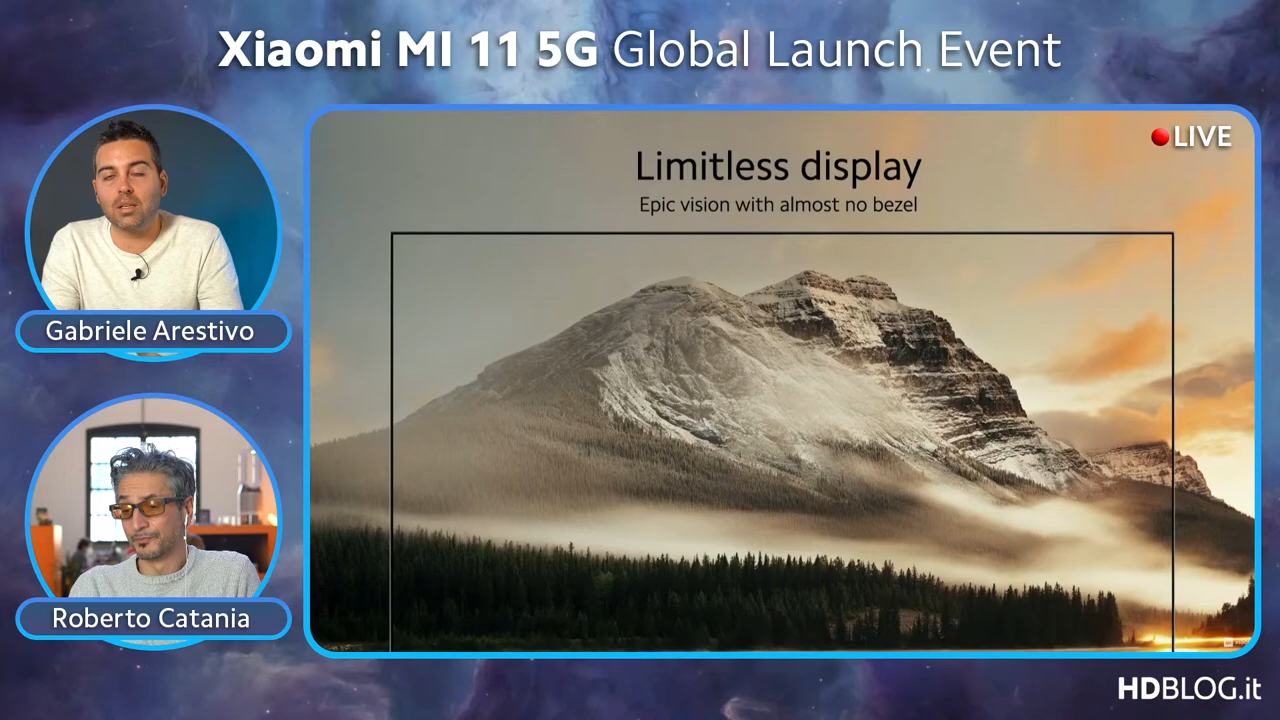 Xiaomi MI 11 5G Global Launch Event
LIVE
Limitless display
Epic vision with almost no bezel
Gabriele Arestivo
Roberto Catania
HDBLOG.it